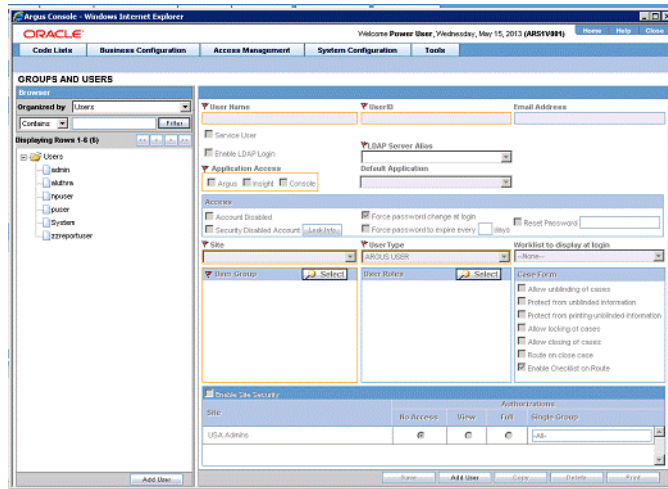 Argus Console - Windows Internet Explorer
ORACLE
Welcome Power User, Wednesday, May 15, 2013 (ARS1V001) Home Help Close
Code Lists Business Configuration Access Management System Configuration Tools
GROUPS AND USERS
Browser
Organized by Users
Contains Filter
Displaying Rows 1-6 (6) << < > >>
Users
admin
aluthra
npuser
puser
System
zzreportuser
Add User
User Name UserID Email Address
Service User
Enable LDAP Login LDAP Server Alias
Application Access Default Application
Argus Insight Console
Access
Account Disabled Force password change at login Reset Password
Security Disabled Account Force password to expire every days
Site User Type Worklist to display at login
ARGUS USER --None--
User Group Select User Roles Select Case Form
Allow unblinding of cases
Protect from unblinded information
Protect from printing unblinded information
Allow locking of cases
Allow closing of cases
Route on close case
Enable Checklist on Route
Enable Site Security
Authorizations
Site No Access View Full Single Group
USA Admins -All-
Save Add User Copy Delete Print